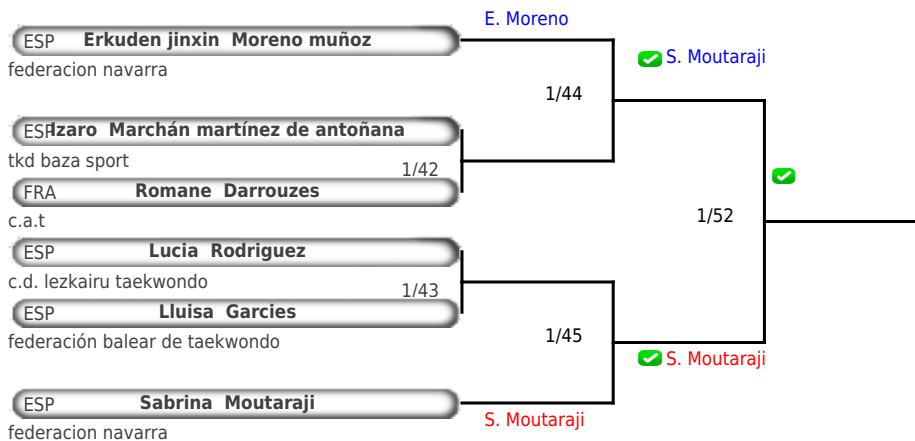 E. Moreno
ESP Erkuden jinxin Moreno muñoz
federacion navarra
S. Moutaraji
1/44
ESP Izaro Marchán martínez de antoñana
tkd baza sport
1/42
FRA Romane Darrouzes
c.a.t
1/52
ESP Lucia Rodriguez
c.d. lezkairu taekwondo
1/43
ESP Lluisa Garcies
federación balear de taekwondo
1/45
S. Moutaraji
ESP Sabrina Moutaraji
S. Moutaraji
federacion navarra